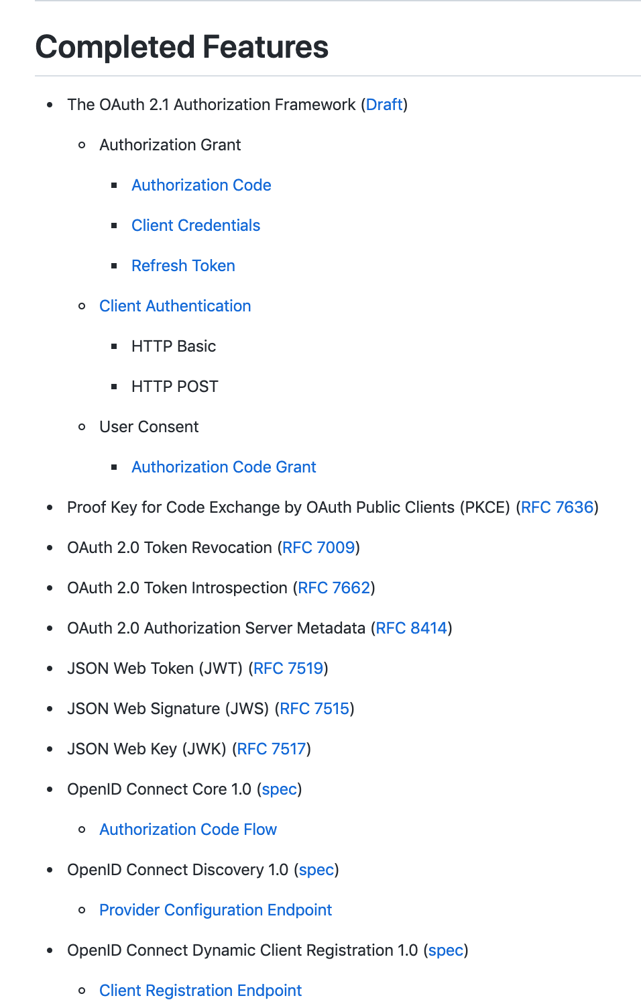 Completed Features
The OAuth 2.1 Authorization Framework (Draft)
Authorization Grant
Authorization Code
Client Credentials
Refresh Token
Client Authentication
HTTP Basic
HTTP POST
User Consent
Authorization Code Grant
Proof Key for Code Exchange by OAuth Public Clients (PKCE) (RFC 7636)
OAuth 2.0 Token Revocation (RFC 7009)
OAuth 2.0 Token Introspection (RFC 7662)
OAuth 2.0 Authorization Server Metadata (RFC 8414)
JSON Web Token (JWT) (RFC 7519)
JSON Web Signature (JWS) (RFC 7515)
JSON Web Key (JWK) (RFC 7517)
OpenID Connect Core 1.0 (spec)
Authorization Code Flow
OpenID Connect Discovery 1.0 (spec)
Provider Configuration Endpoint
OpenID Connect Dynamic Client Registration 1.0 (spec)
Client Registration Endpoint